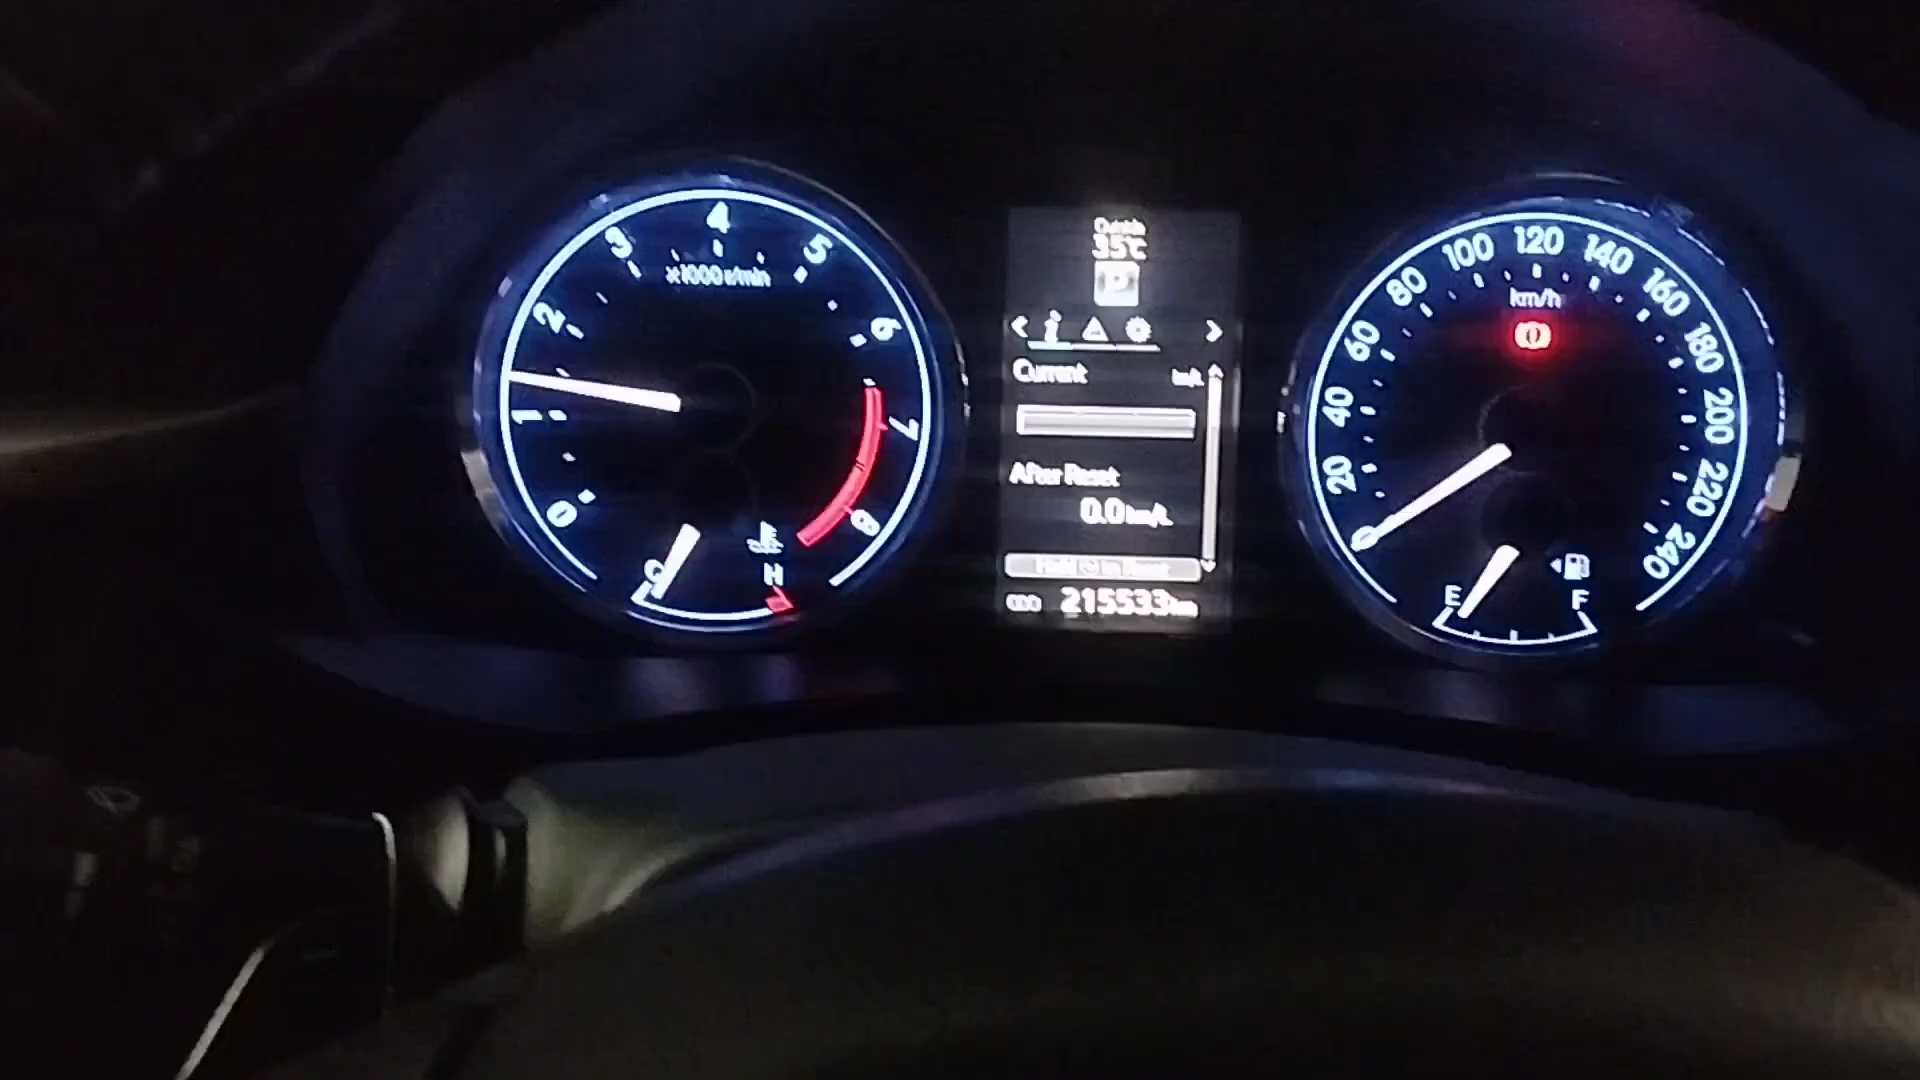 0
1
2
3
4
5
6
7
8
x1000 r/min
C
H
Outside
35°C
P
Current km/L
After Reset
0.0 km/L
215533 km
0
20
40
60
80
100
120
140
160
180
200
220
240
km/h
E
F